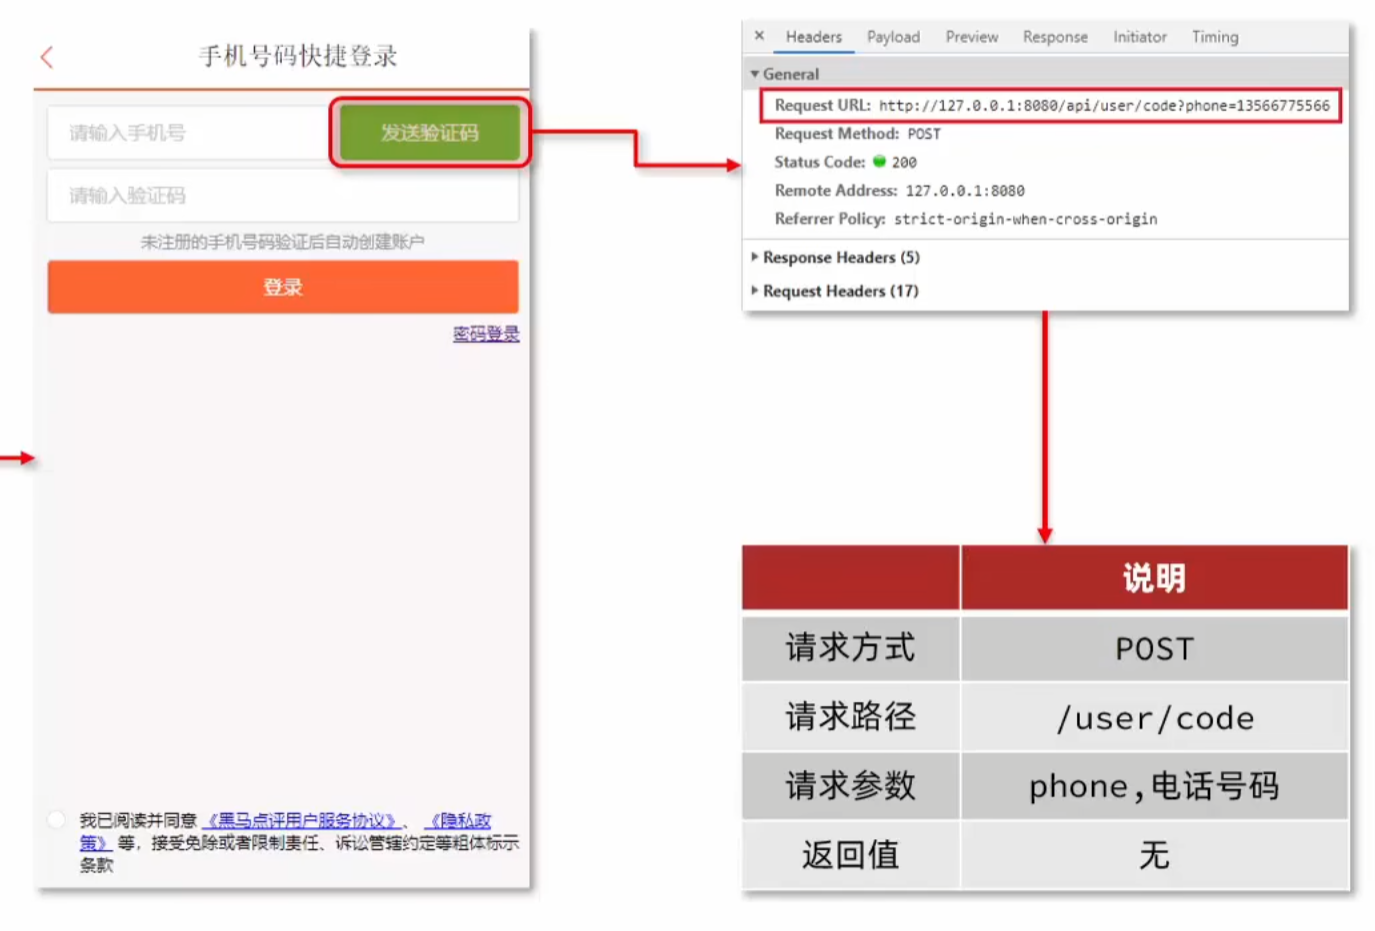 手机号码快捷登录
请输入手机号
发送验证码
请输入验证码
未注册的手机号码验证后自动创建账户
登录
密码登录
我已阅读并同意《黑马点评用户服务协议》、《隐私政
策》等，接受免除或者限制责任、诉讼管辖约定等粗体标示
条款
× Headers Payload Preview Response Initiator Timing
▼General
Request URL: http://127.0.0.1:8080/api/user/code?phone=13566775566
Request Method: POST
Status Code: 200
Remote Address: 127.0.0.1:8080
Referrer Policy: strict-origin-when-cross-origin
Response Headers (5)
Request Headers (17)
说明
请求方式 POST
请求路径 /user/code
请求参数 phone,电话号码
返回值 无